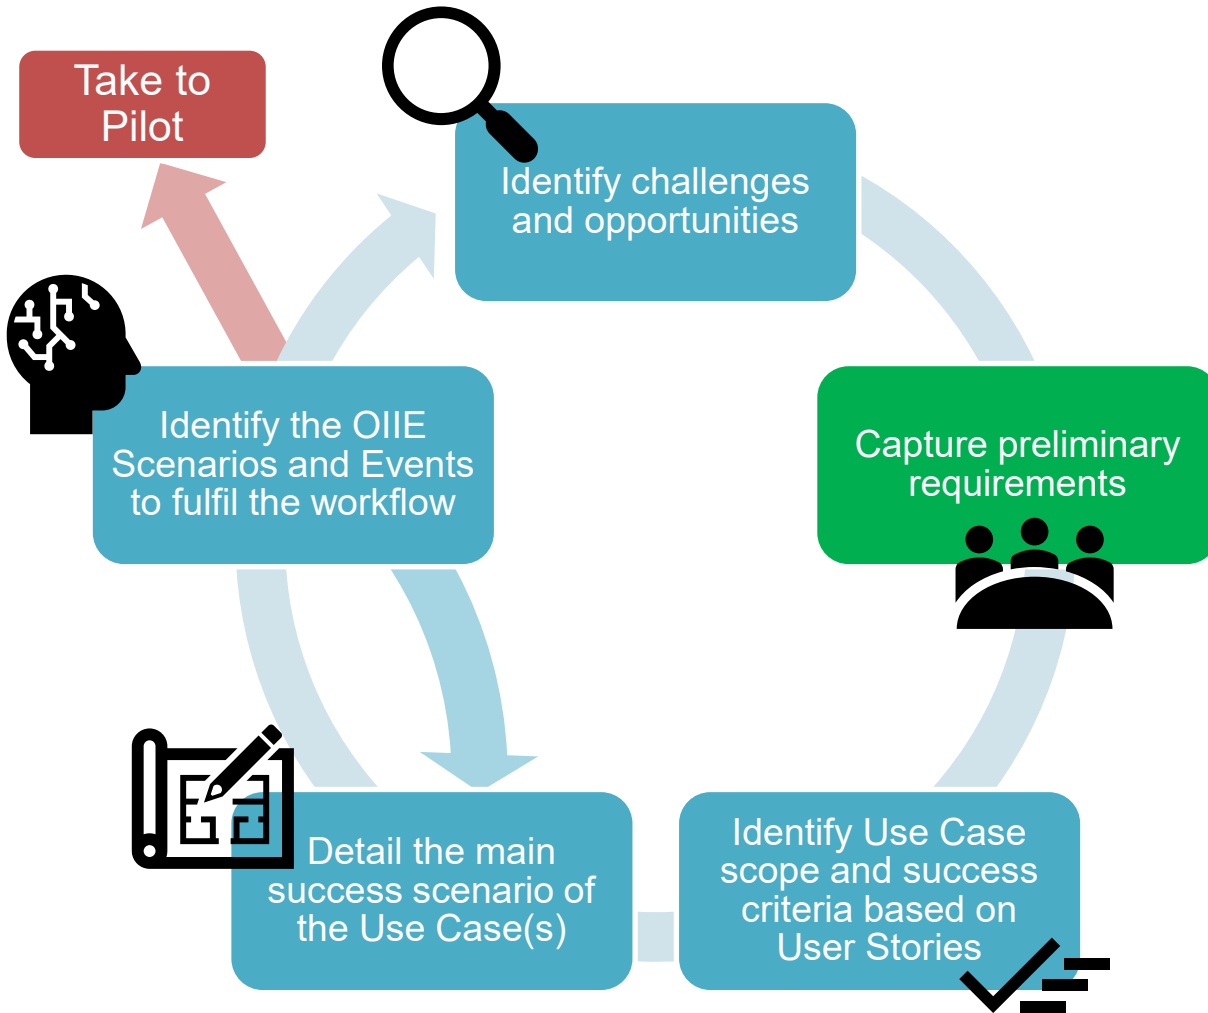 Take to
Pilot
Identify challenges
and opportunities
Capture preliminary
requirements
Identify Use Case
scope and success
criteria based on
User Stories
Detail the main
success scenario of
the Use Case(s)
Identify the OIIE
Scenarios and Events
to fulfil the workflow